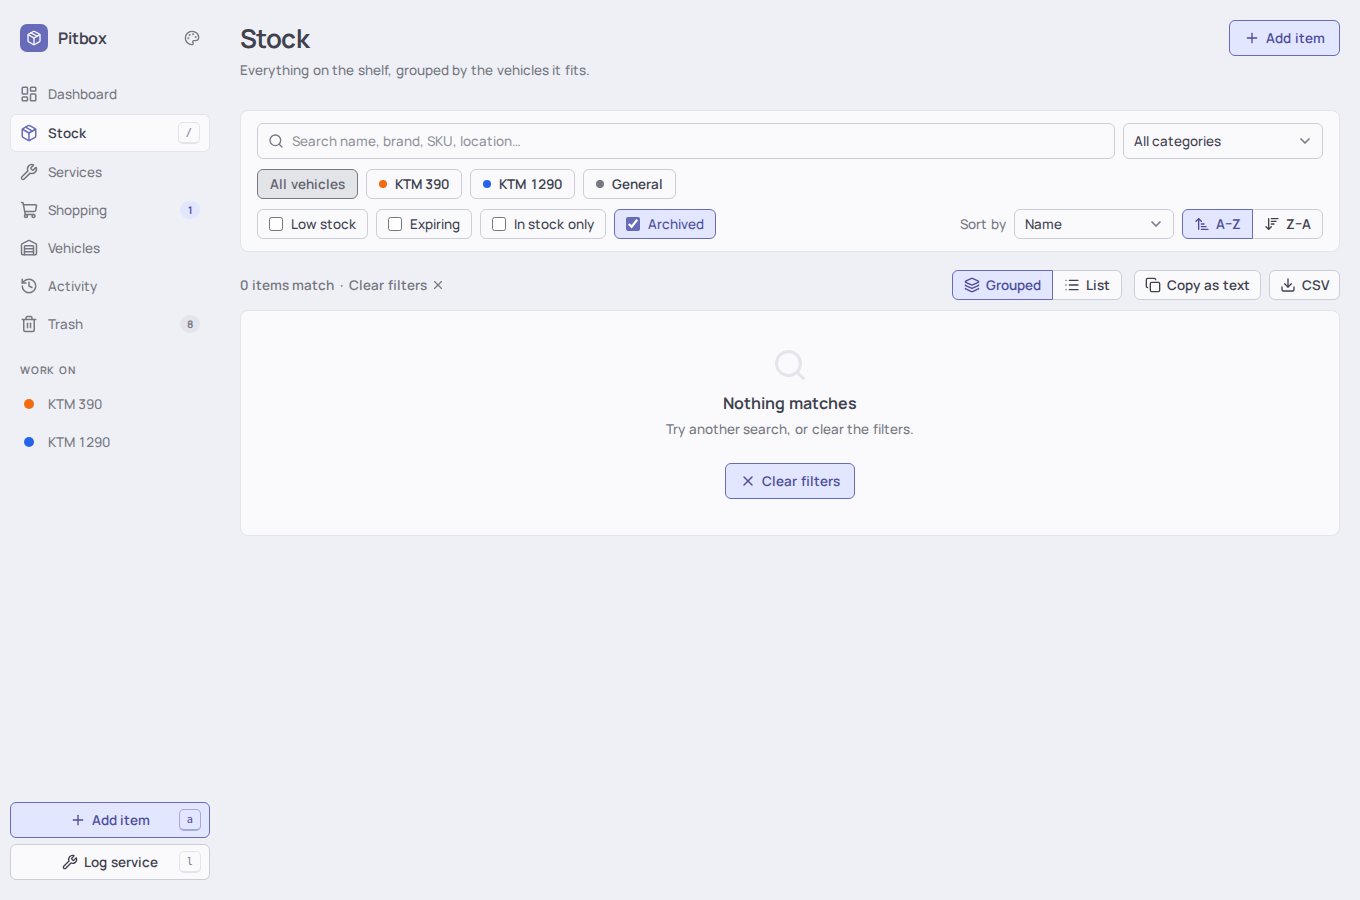 Pitbox
Dashboard
Stock /
Services
Shopping 1
Vehicles
Activity
Trash 8
WORK ON
KTM 390
KTM 1290
Add item a
Log service l
Stock
Everything on the shelf, grouped by the vehicles it fits.
Add item
Search name, brand, SKU, location…
All categories
All vehicles KTM 390 KTM 1290 General
Low stock Expiring In stock only Archived
Sort by Name A–Z Z–A
0 items match · Clear filters
Grouped List Copy as text CSV
Nothing matches
Try another search, or clear the filters.
Clear filters